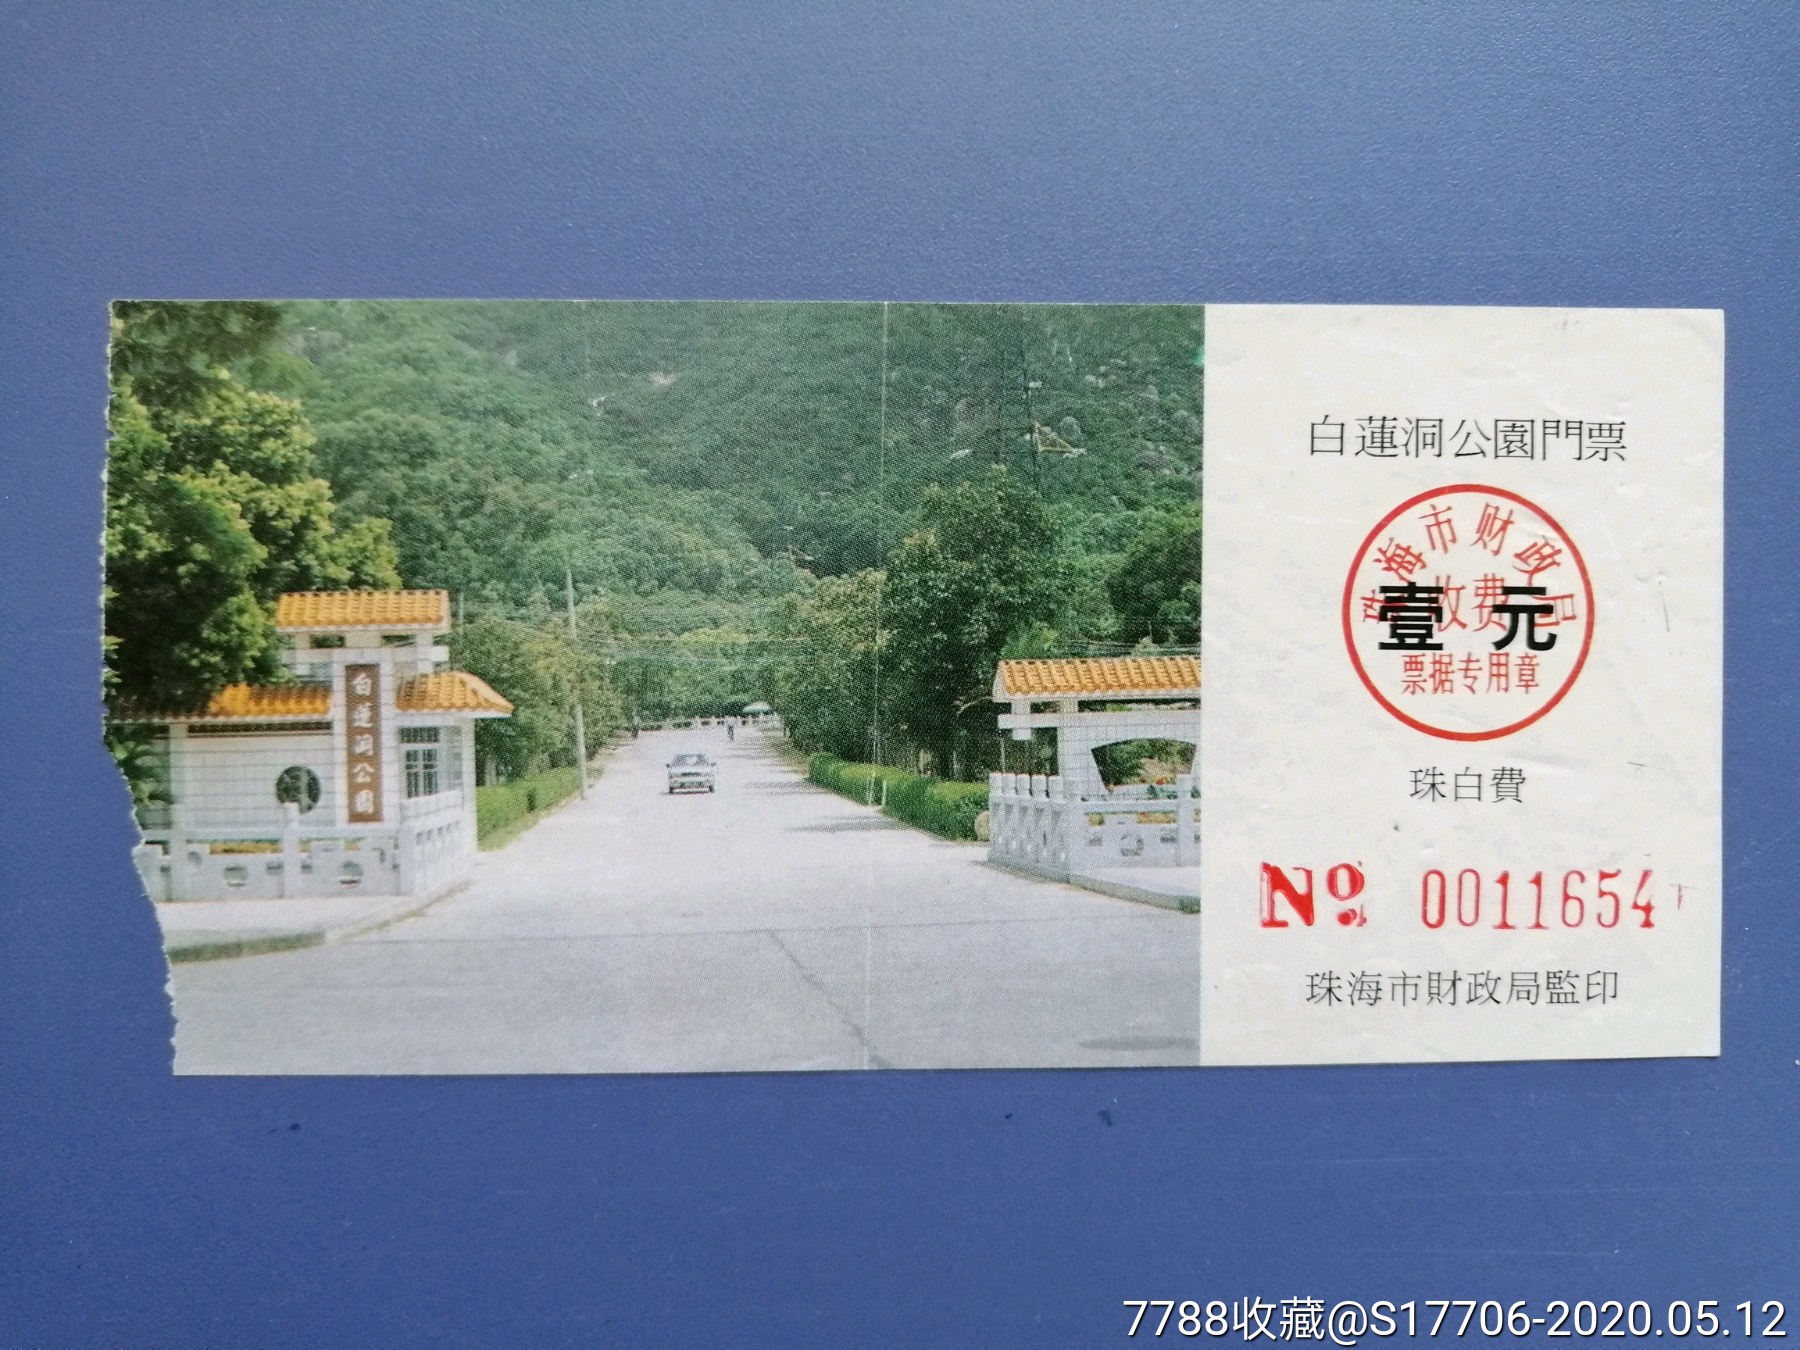 白蓮洞公園
白蓮洞公園門票
珠海市财政局
收费
壹元
票据专用章
珠白費
No 0011654
珠海市財政局監印
7788收藏@S17706-2020.05.12